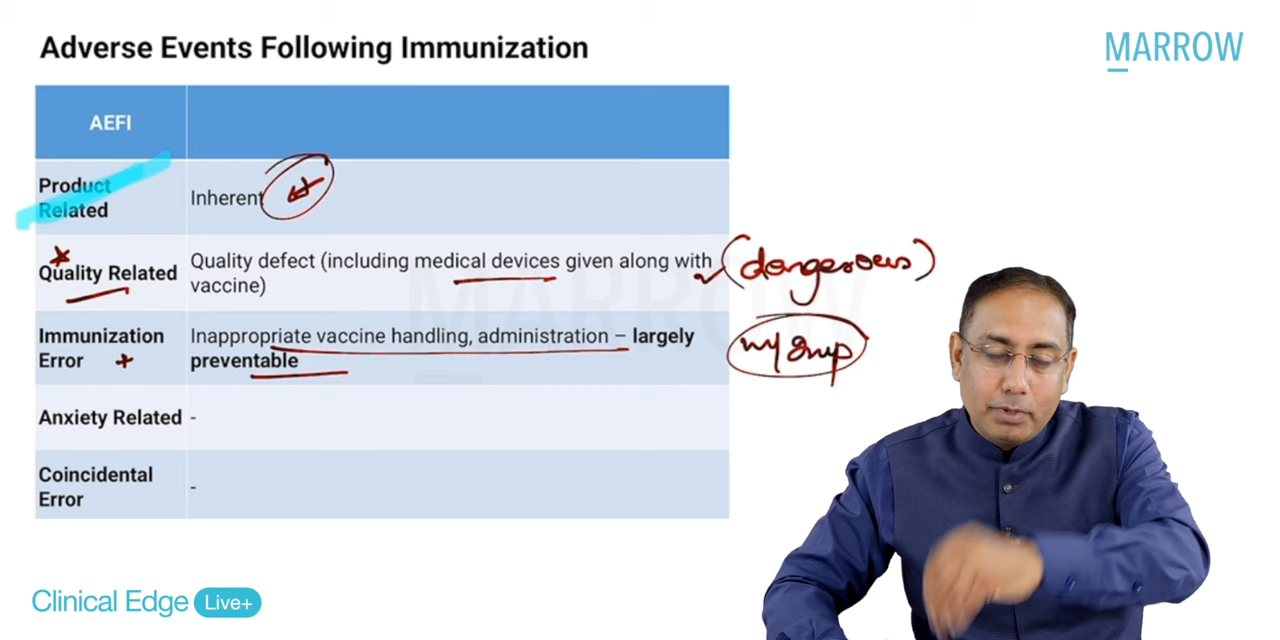 Adverse Events Following Immunization
MARROW
AEFI
Product
Related
Inherent
Quality Related
Quality defect (including medical devices given along with
vaccine)
(dangerous)
Immunization
Error
Inappropriate vaccine handling, administration – largely
preventable
Anxiety Related
-
Coincidental
Error
-
MARROW
Clinical Edge Live+